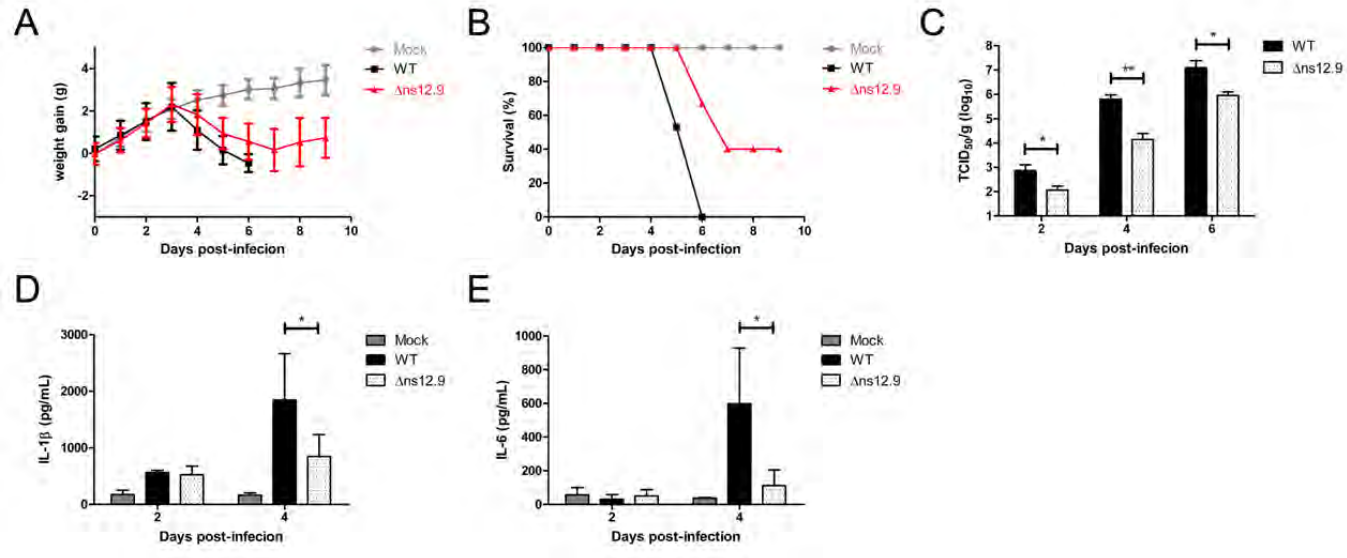 A
weight gain (g)
4
2
0
-2
0 2 4 6 8 10
Days post-infecion
Mock
WT
Δns12.9
B
Survival (%)
100
80
60
40
20
0
0 2 4 6 8 10
Days post-infection
Mock
WT
Δns12.9
C
TCID50/g (log10)
8
7
6
5
4
3
2
1
* ** *
2 4 6
Days post-infecion
WT
Δns12.9
D
IL-1β (pg/mL)
3000
2000
1000
0
*
2 4
Days post-infecion
Mock
WT
Δns12.9
E
IL-6 (pg/mL)
1000
800
600
400
200
0
*
2 4
Days post-infecion
Mock
WT
Δns12.9